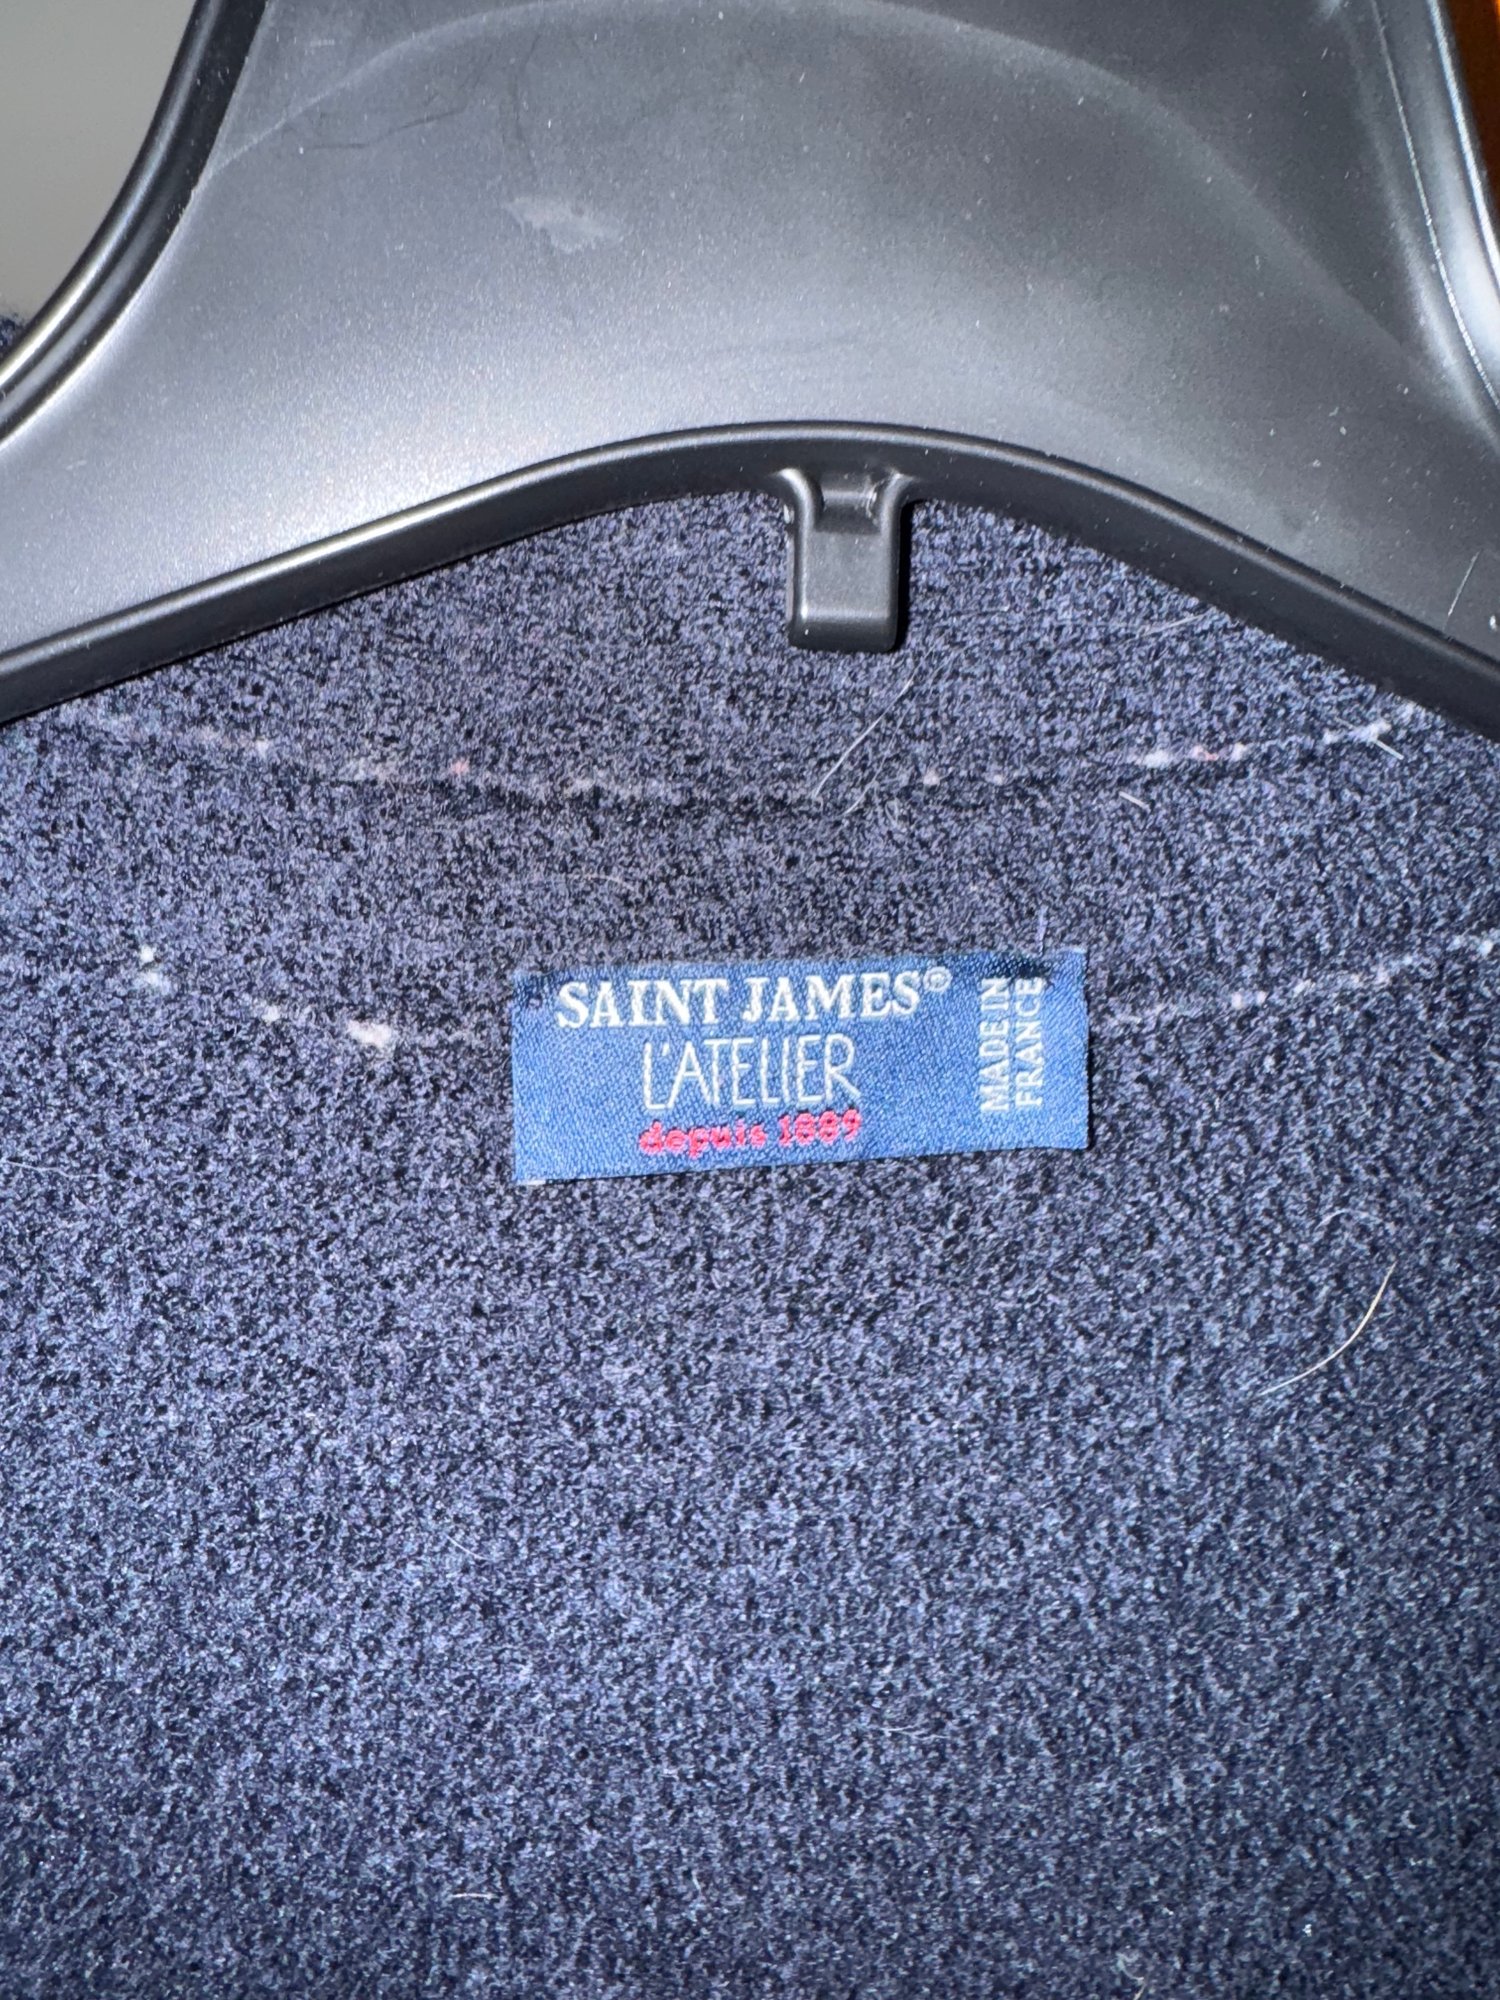 SAINT JAMES®
L'ATELIER
depuis 1889
MADE IN
FRANCE